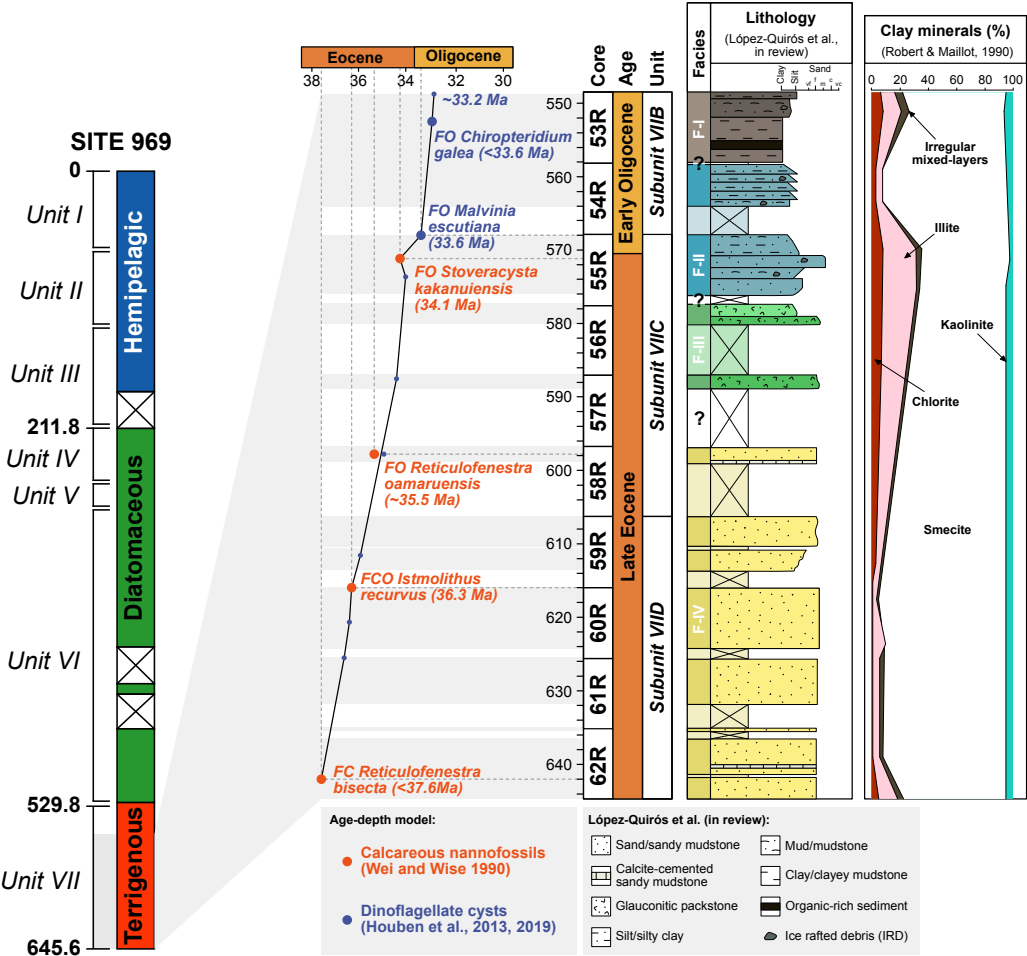 SITE 969
0
Unit I
Unit II
Unit III
211.8
Unit IV
Unit V
Unit VI
529.8
Unit VII
645.6
Hemipelagic
Diatomaceous
Terrigenous
Eocene
Oligocene
38
36
34
32
30
~33.2 Ma
FO Chiropteridium
galea (<33.6 Ma)
FO Malvinia
escutiana
(33.6 Ma)
FO Stoveracysta
kakanuiensis
(34.1 Ma)
FO Reticulofenestra
oamaruensis
(~35.5 Ma)
FCO Istmolithus
recurvus (36.3 Ma)
FC Reticulofenestra
bisecta (<37.6Ma)
550
560
570
580
590
600
610
620
630
640
Core
Age
Unit
53R
54R
55R
56R
57R
58R
59R
60R
61R
62R
Early Oligocene
Late Eocene
Subunit VIIB
Subunit VIIC
Subunit VIID
Facies
F-I
?
F-II
?
F-III
?
F-IV
Lithology
(López-Quirós et al.,
in review)
Clay
Slit
Sand
vf f m c vc
Clay minerals (%)
(Robert & Maillot, 1990)
0 20 40 60 80 100
Irregular
mixed-layers
Illite
Kaolinite
Chlorite
Smecite
Age-depth model:
Calcareous nannofossils
(Wei and Wise 1990)
Dinoflagellate cysts
(Houben et al., 2013, 2019)
López-Quirós et al. (in review):
Sand/sandy mudstone
Calcite-cemented
sandy mudstone
Glauconitic packstone
Silt/silty clay
Mud/mudstone
Clay/clayey mudstone
Organic-rich sediment
Ice rafted debris (IRD)